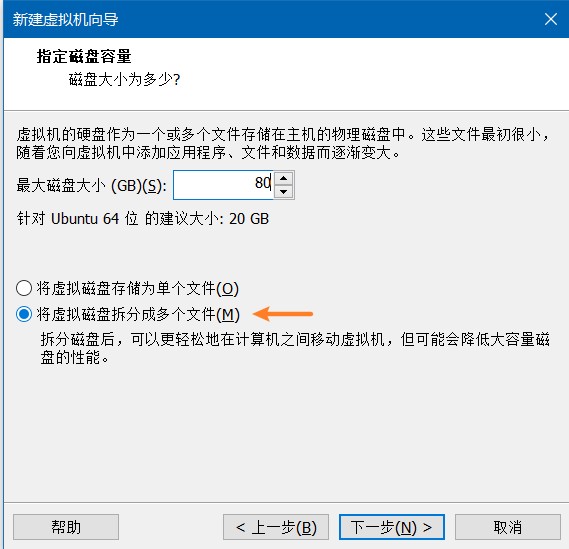 新建虚拟机向导
指定磁盘容量
磁盘大小为多少?
虚拟机的硬盘作为一个或多个文件存储在主机的物理磁盘中。这些文件最初很小，
随着您向虚拟机中添加应用程序、文件和数据而逐渐变大。
最大磁盘大小 (GB)(S): 80
针对 Ubuntu 64 位 的建议大小: 20 GB
将虚拟磁盘存储为单个文件(O)
将虚拟磁盘拆分成多个文件(M)
拆分磁盘后，可以更轻松地在计算机之间移动虚拟机，但可能会降低大容量磁
盘的性能。
帮助 < 上一步(B) 下一步(N) > 取消